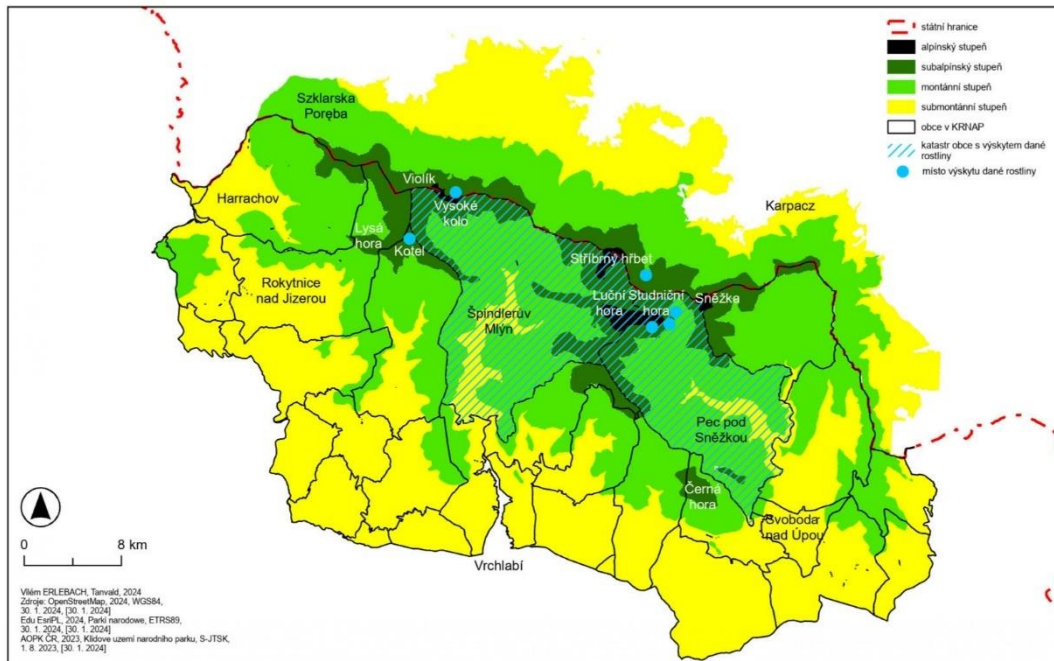 státní hranice
alpínský stupeň
subalpínský stupeň
montánní stupeň
submontánní stupeň
obce v KRNAP
katastr obce s výskytem dané
rostliny
místo výskytu dané rostliny
Szklarska
Poręba
Violík
Vysoké
kolo
Harrachov
Karpacz
Lysá
hora
Kotel
Stříbrný hřbet
Rokytnice
nad Jizerou
Luční
hora
Studniční
hora
Sněžka
Špindlerův
Mlýn
Pec pod
Sněžkou
Černá
hora
Svoboda
nad Úpou
Vrchlabí
0 8 km
Vilém ERLEBACH, Tanvald, 2024
Zdroje: OpenStreetMap, 2024, WGS84,
30. 1. 2024, [30. 1. 2024]
Edu EsriPL, 2024, Parki narodowe, ETRS89,
30. 1. 2024, [30. 1. 2024]
AOPK ČR, 2023, Klidove uzemi narodniho park, S-JTSK,
1. 8. 2023, [30. 1. 2024]